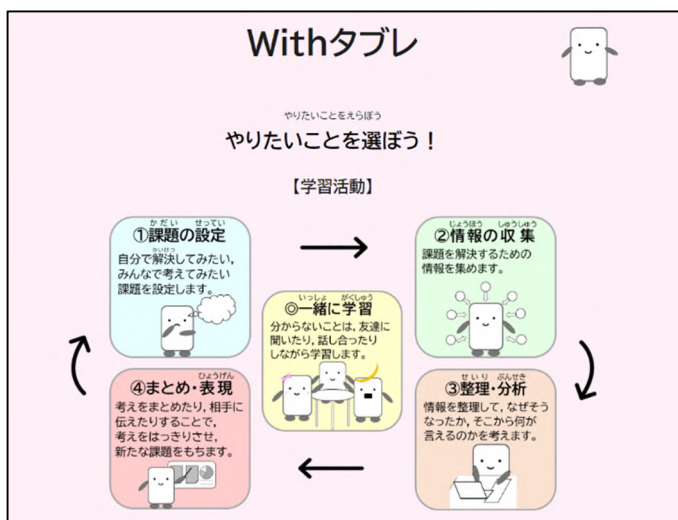 Withタブレ
やりたいことをえらぼう
やりたいことを選ぼう！
【学習活動】
かだい せってい
①課題の設定
かいけつ
自分で解決してみたい，
みんなで考えてみたい
課題を設定します。
じょうほう しゅうしゅう
②情報の収集
課題を解決するための
情報を集めます。
いっしょ がくしゅう
◎一緒に学習
分からないことは，友達に
聞いたり，話し合ったり
しながら学習します。
せいり ぶんせき
③整理・分析
情報を整理して，なぜそう
なったか，そこから何が
言えるのかを考えます。
ひょうげん
④まとめ・表現
考えをまとめたり，相手に
伝えたりすることで，
考えをはっきりさせ，
新たな課題をもちます。